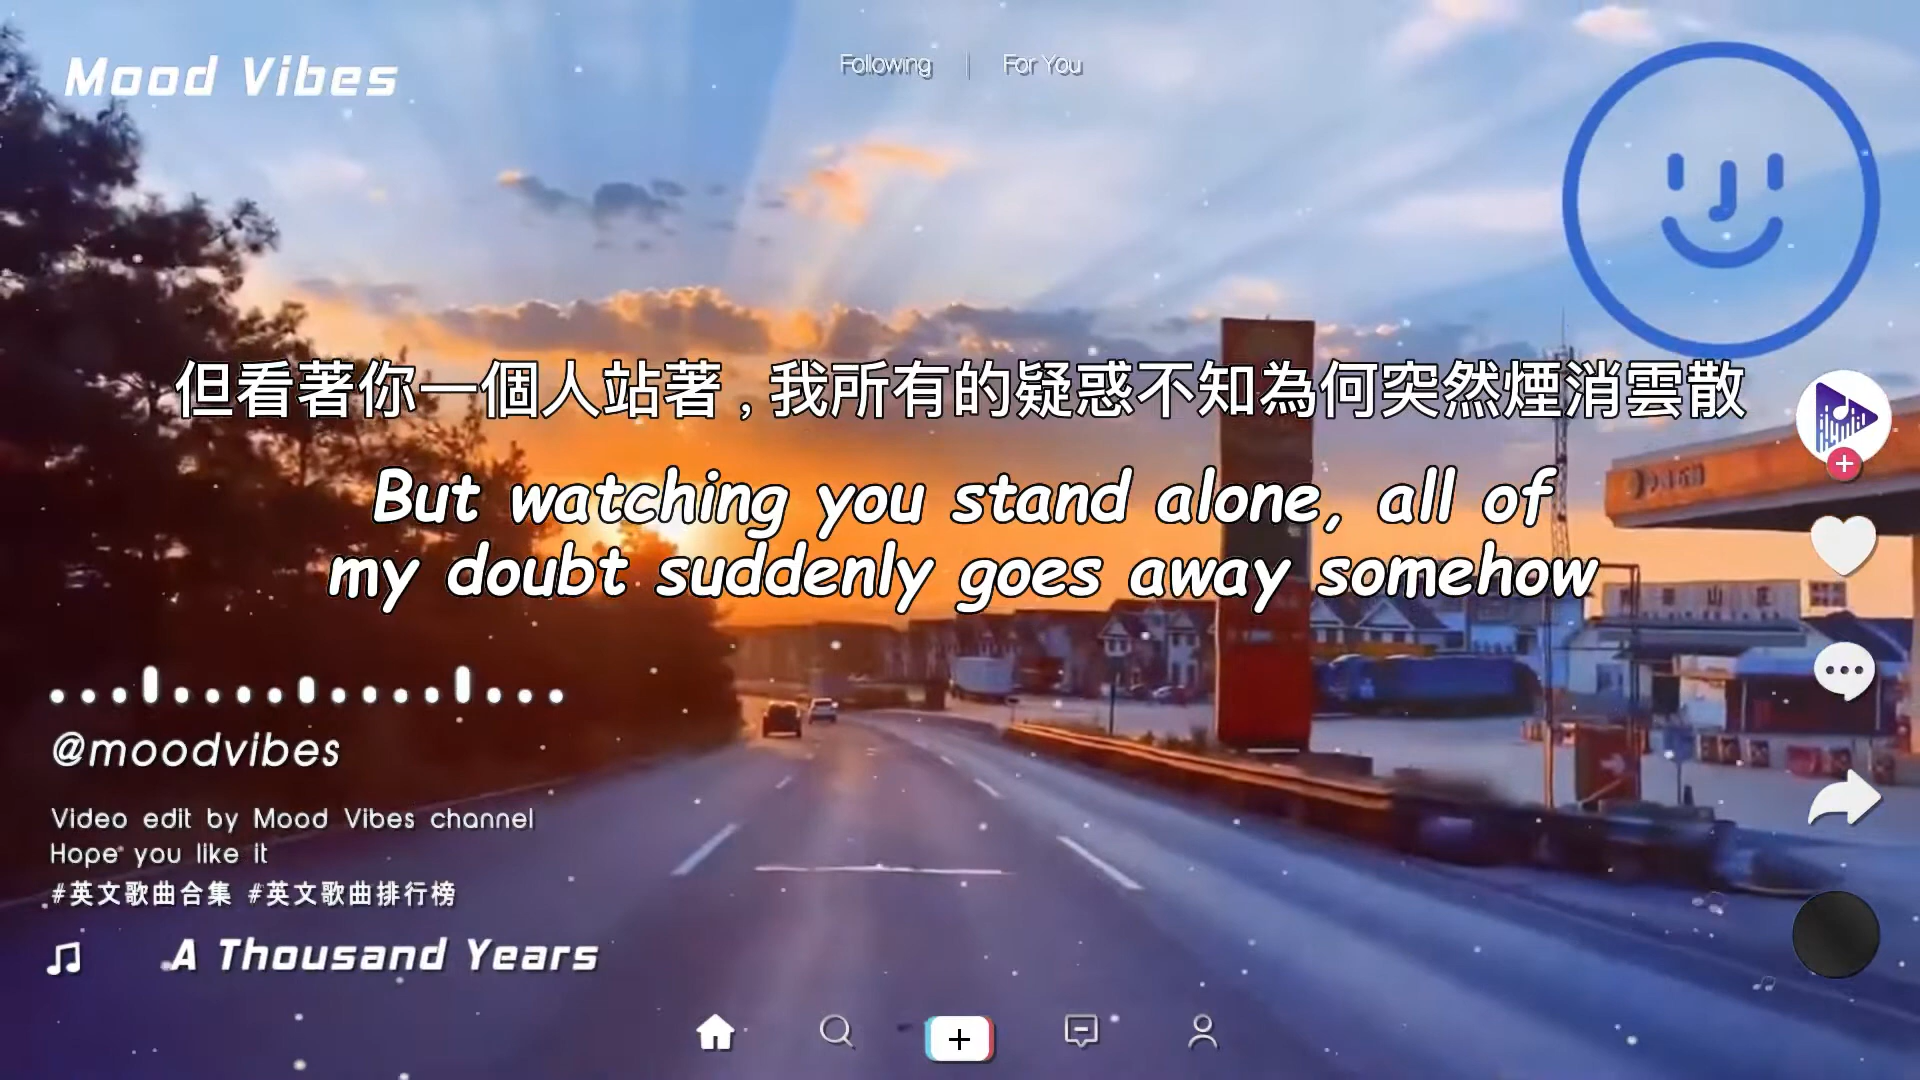 Mood Vibes
Following | For You
但看著你一個人站著,我所有的疑惑不知為何突然煙消雲散
But watching you stand alone, all of
my doubt suddenly goes away somehow
@moodvibes
Video edit by Mood Vibes channel
Hope you like it
#英文歌曲合集 #英文歌曲排行榜
A Thousand Years